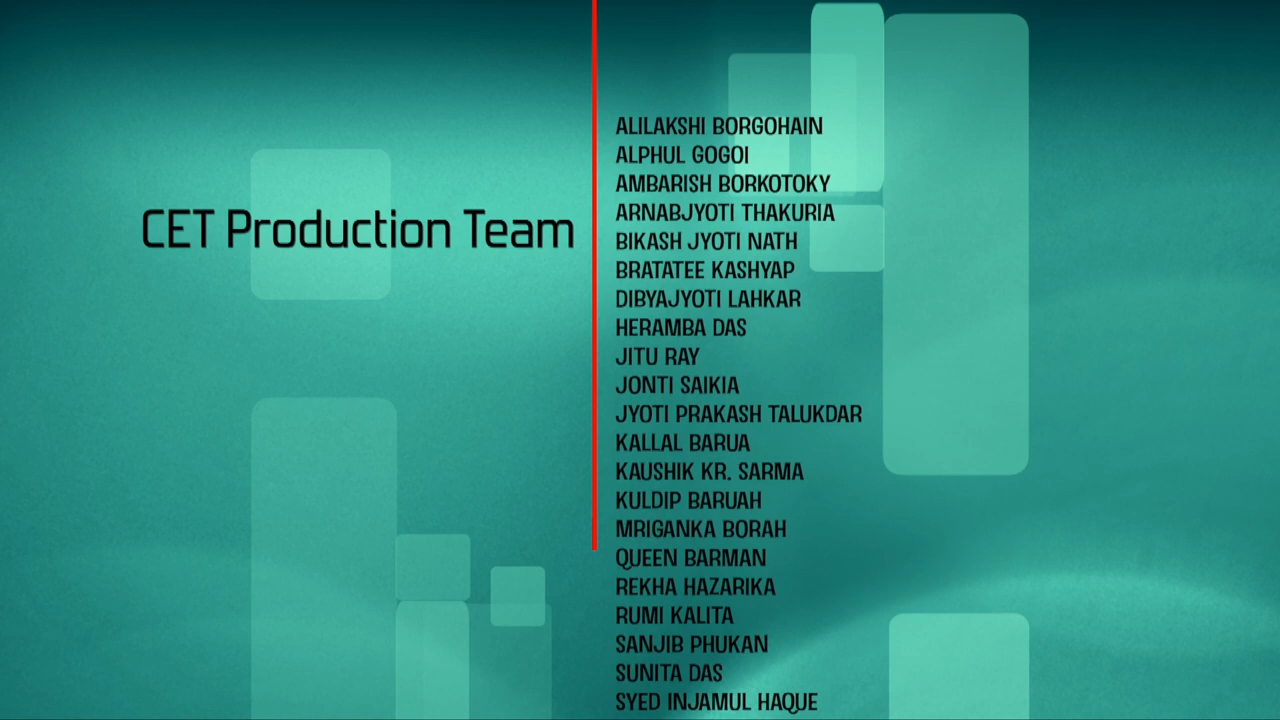 CET Production Team
ALILAKSHI BORGOHAIN
ALPHUL GOGOI
AMBARISH BORKOTOKY
ARNABJYOTI THAKURIA
BIKASH JYOTI NATH
BRATATEE KASHYAP
DIBYAJYOTI LAHKAR
HERAMBA DAS
JITU RAY
JONTI SAIKIA
JYOTI PRAKASH TALUKDAR
KALLAL BARUA
KAUSHIK KR. SARMA
KULDIP BARUAH
MRIGANKA BORAH
QUEEN BARMAN
REKHA HAZARIKA
RUMI KALITA
SANJIB PHUKAN
SUNITA DAS
SYED INJAMUL HAQUE